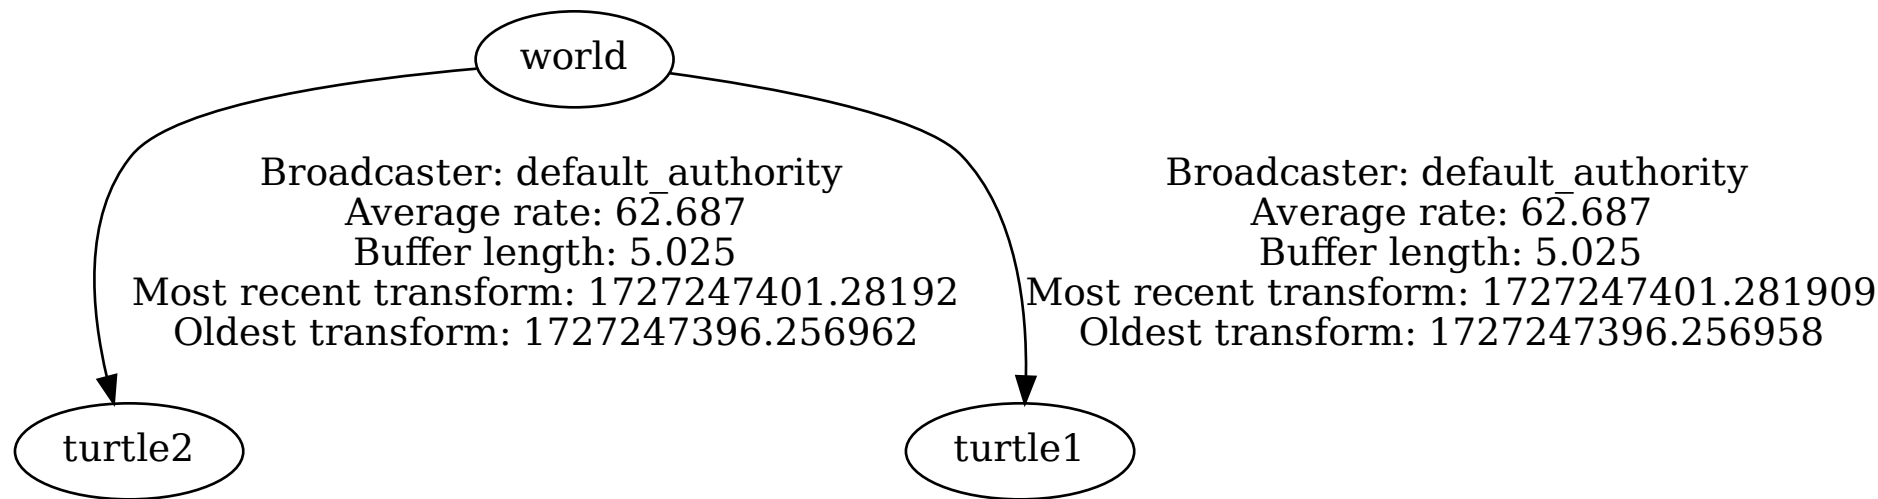 world
Broadcaster: default_authority
Average rate: 62.687
Buffer length: 5.025
Most recent transform: 1727247401.28192
Oldest transform: 1727247396.256962
Broadcaster: default_authority
Average rate: 62.687
Buffer length: 5.025
Most recent transform: 1727247401.281909
Oldest transform: 1727247396.256958
turtle2
turtle1